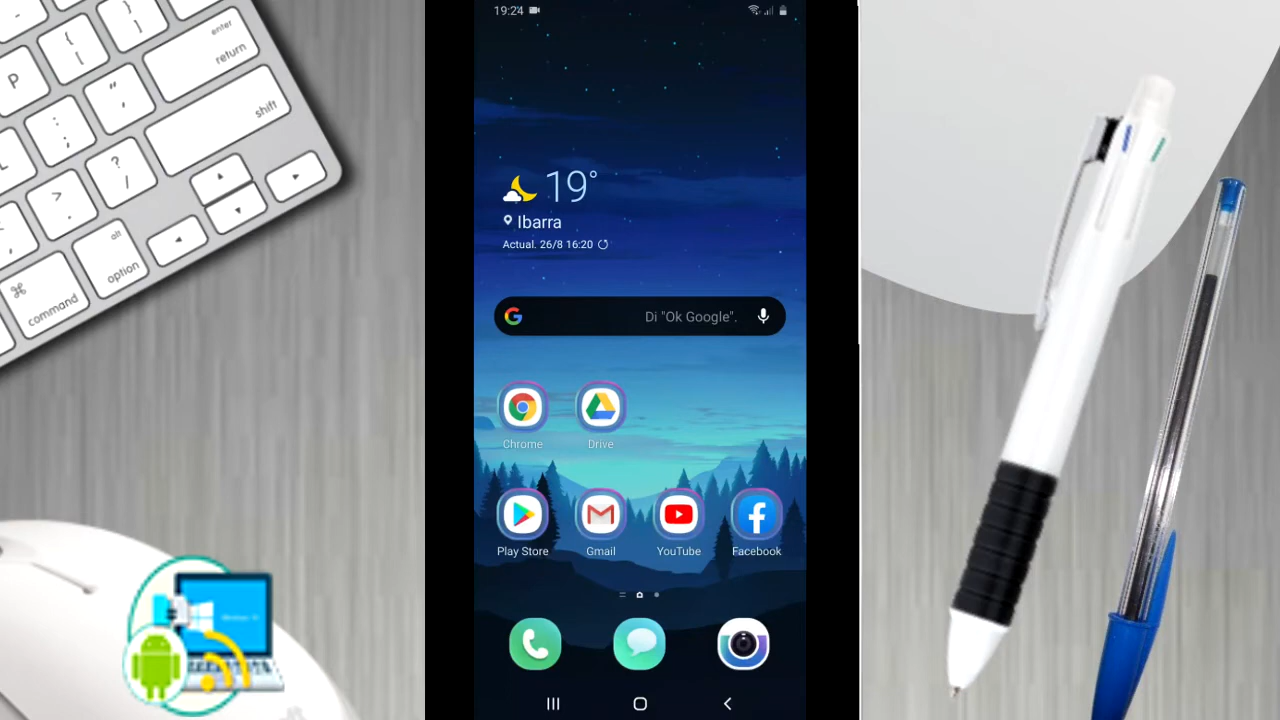 19:24
19°
Ibarra
Actual. 26/8 16:20
Di "Ok Google".
Chrome
Drive
Play Store
Gmail
YouTube
Facebook
enter
return
P
{
[
}
]
"
,
shift
L
:
;
?
/
>
.
alt
option
⌘
command